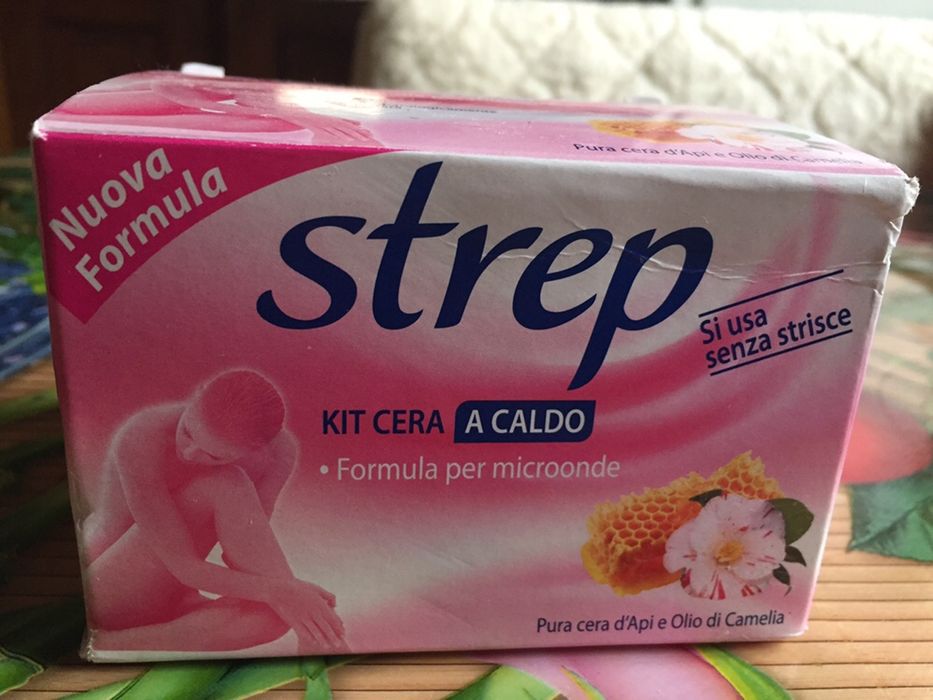 Pura cera d'Api e Olio di Camelia
Nuova
Formula
strep
Si usa
senza strisce
KIT CERA A CALDO
• Formula per microonde
Pura cera d'Api e Olio di Camelia